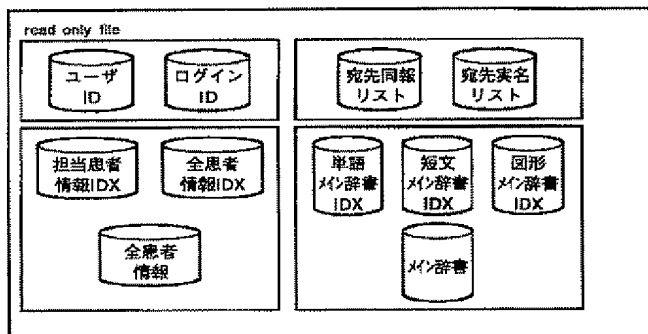 read only file
ユーザ
ID
ログイン
ID
宛先同報
リスト
宛先実名
リスト
担当患者
情報IDX
全患者
情報IDX
全患者
情報
単語
メイン辞書
IDX
短文
メイン辞書
IDX
図形
メイン辞書
IDX
メイン辞書